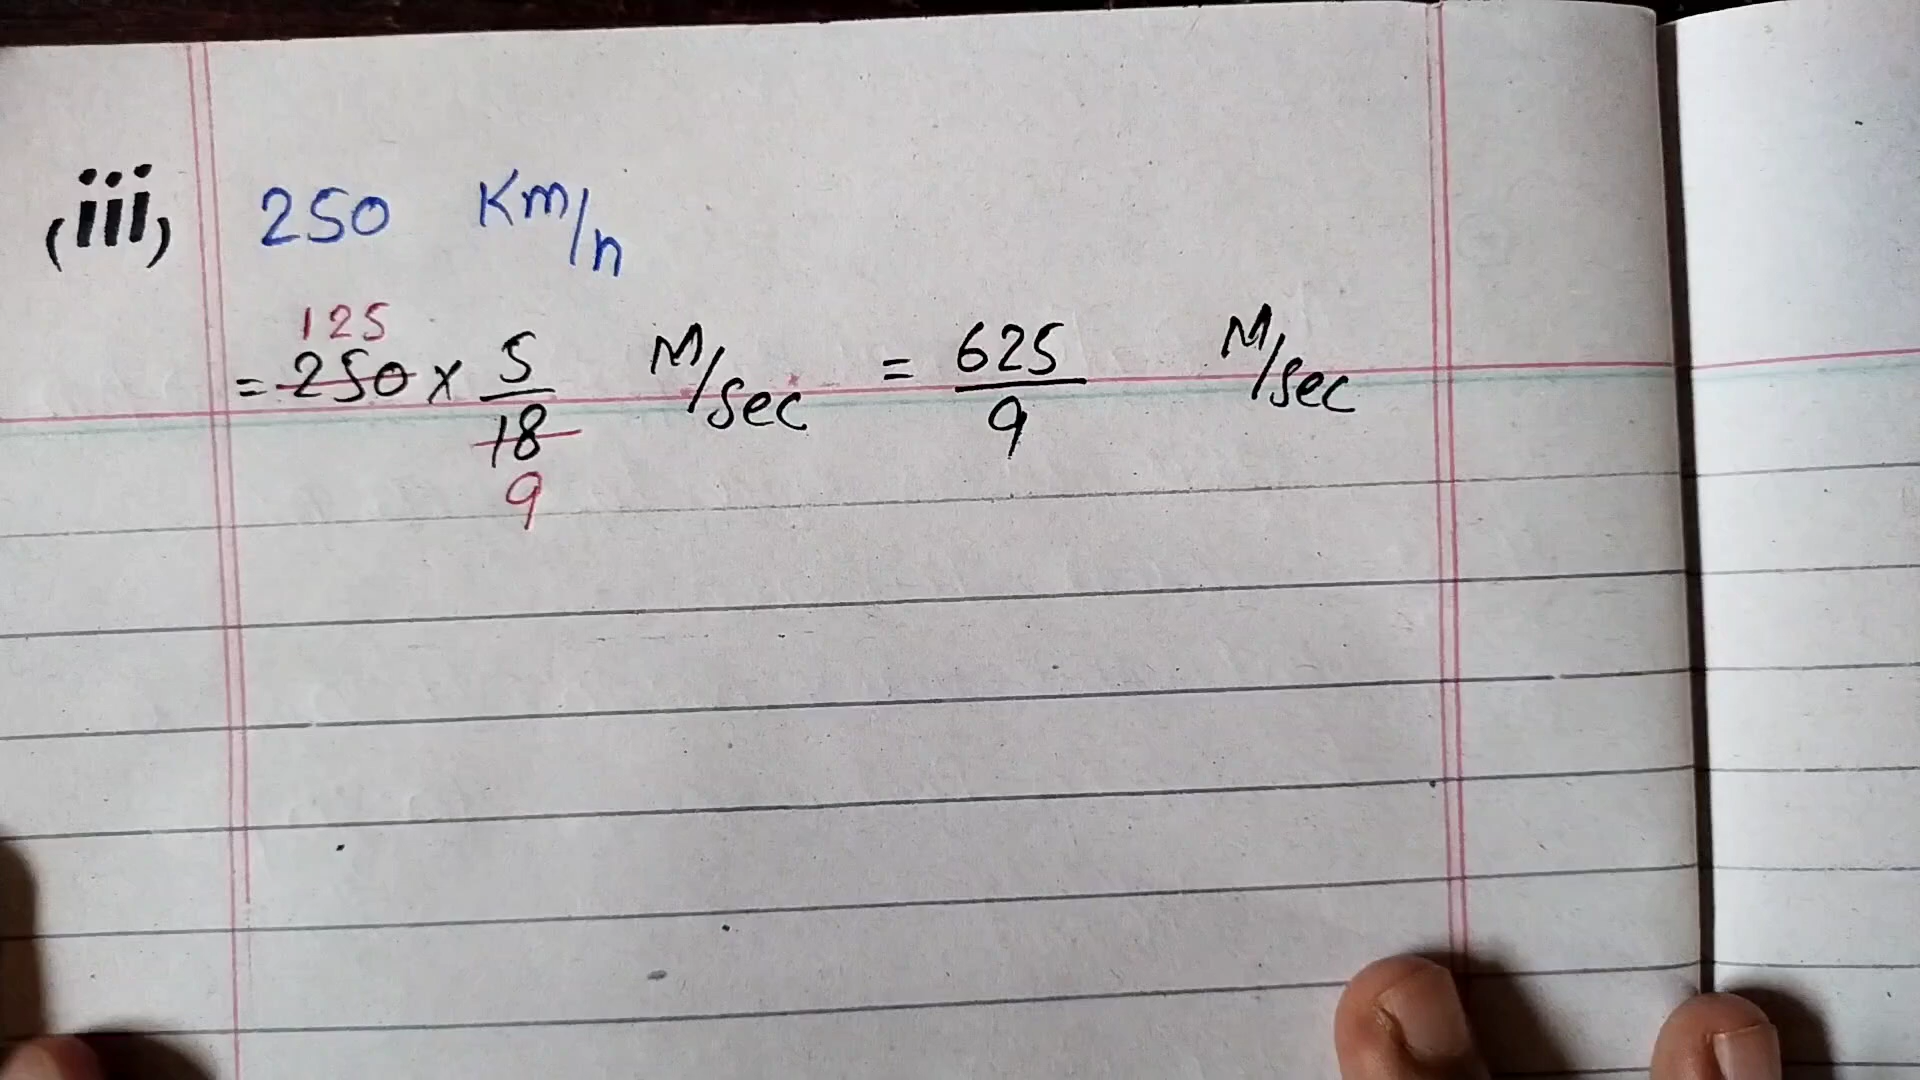 (iii) 250 Km/h
125
= 250 x 5/18 M/sec = 625/9 M/sec
9